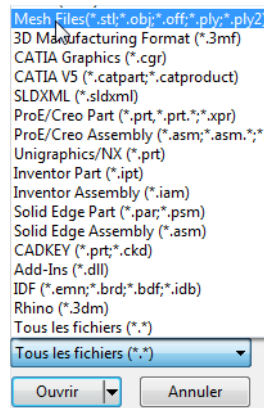 Mesh Files(*.stl;*.obj;*.off;*.ply;*.ply2)
3D Manufacturing Format (*.3mf)
CATIA Graphics (*.cgr)
CATIA V5 (*.catpart;*.catproduct)
SLDXML (*.sldxml)
ProE/Creo Part (*.prt,*.prt.*;*.xpr)
ProE/Creo Assembly (*.asm;*.asm.*;*
Unigraphics/NX (*.prt)
Inventor Part (*.ipt)
Inventor Assembly (*.iam)
Solid Edge Part (*.par;*.psm)
Solid Edge Assembly (*.asm)
CADKEY (*.prt;*.ckd)
Add-Ins (*.dll)
IDF (*.emn;*.brd;*.bdf;*.idb)
Rhino (*.3dm)
Tous les fichiers (*.*)
Tous les fichiers (*.*)
Ouvrir Annuler